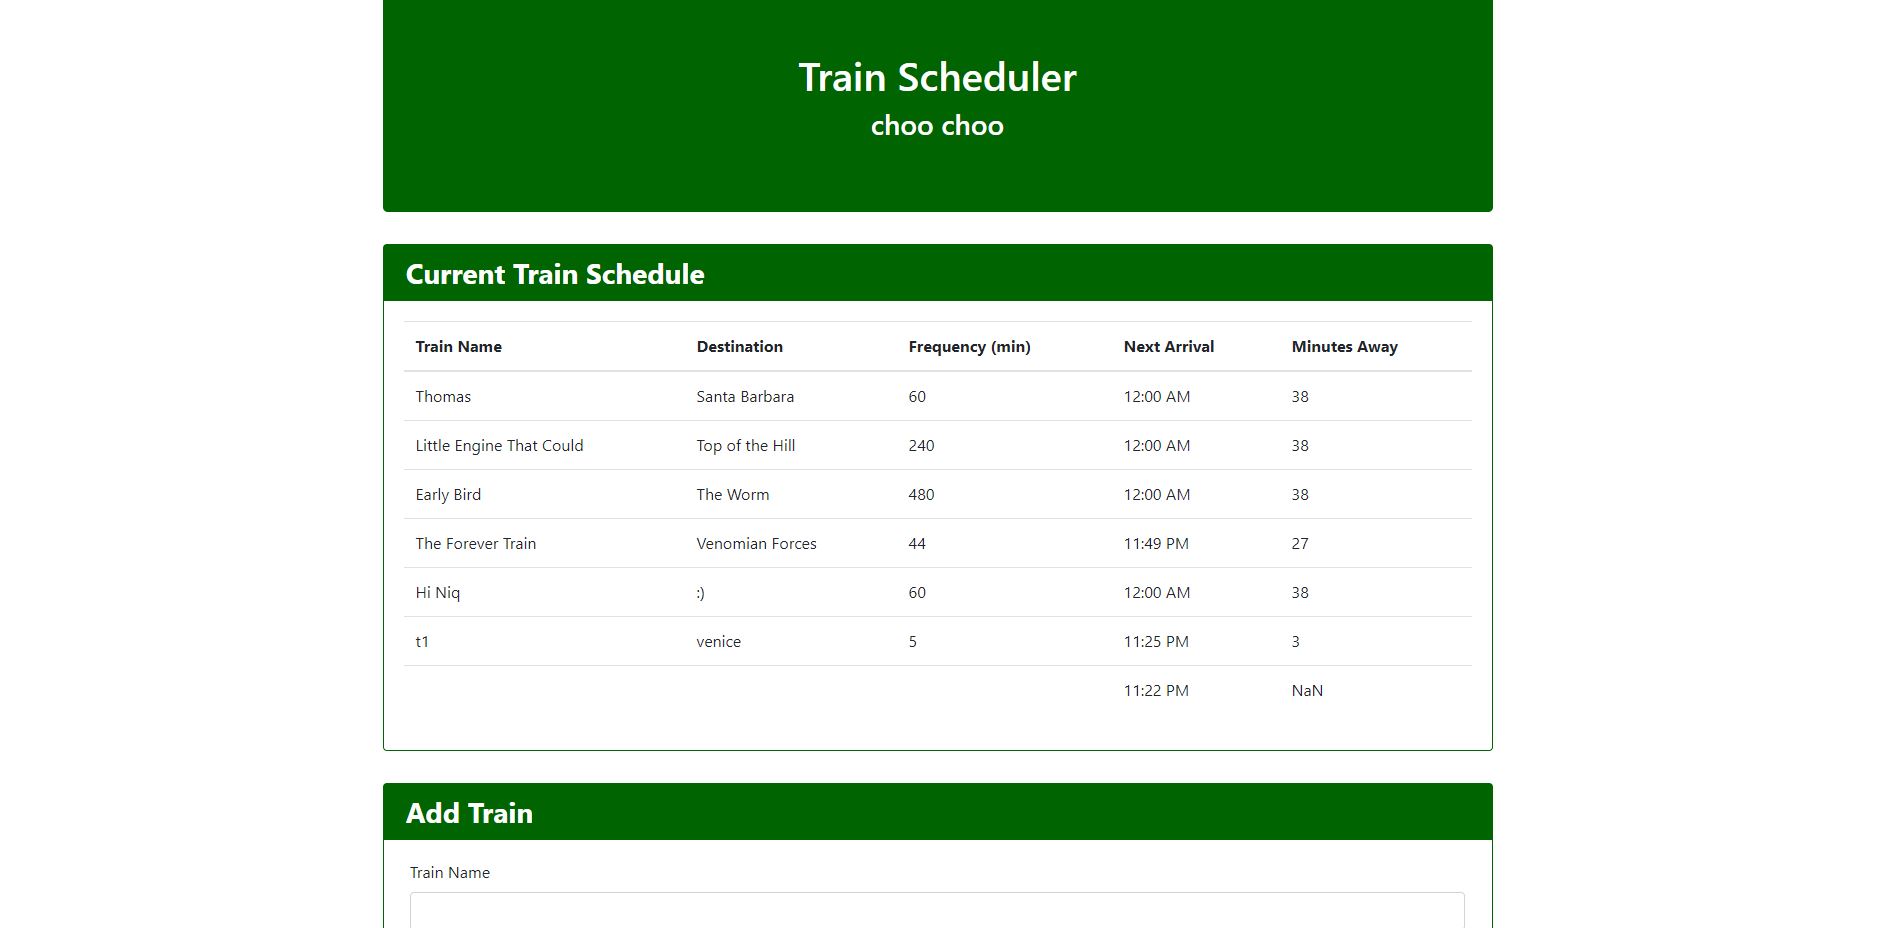 Train Scheduler
choo choo
Current Train Schedule
Train Name Destination Frequency (min) Next Arrival Minutes Away
Thomas Santa Barbara 60 12:00 AM 38
Little Engine That Could Top of the Hill 240 12:00 AM 38
Early Bird The Worm 480 12:00 AM 38
The Forever Train Venomian Forces 44 11:49 PM 27
Hi Niq :) 60 12:00 AM 38
t1 venice 5 11:25 PM 3
11:22 PM NaN
Add Train
Train Name